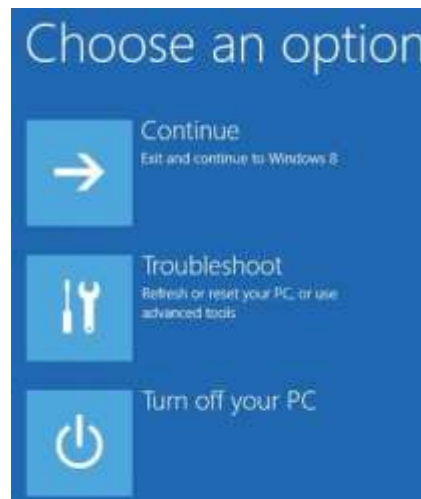 Choose an option
Continue
Exit and continue to Windows 8
Troubleshoot
Refresh or reset your PC, or use
advanced tools
Turn off your PC